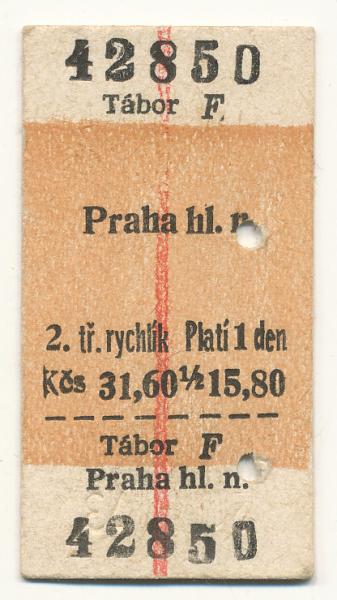 42850
Tábor F
Praha hl. n.
2. tř. rychlík Platí 1 den
Kčs 31,60 ½ 15,80
Tábor F
Praha hl. n.
42850